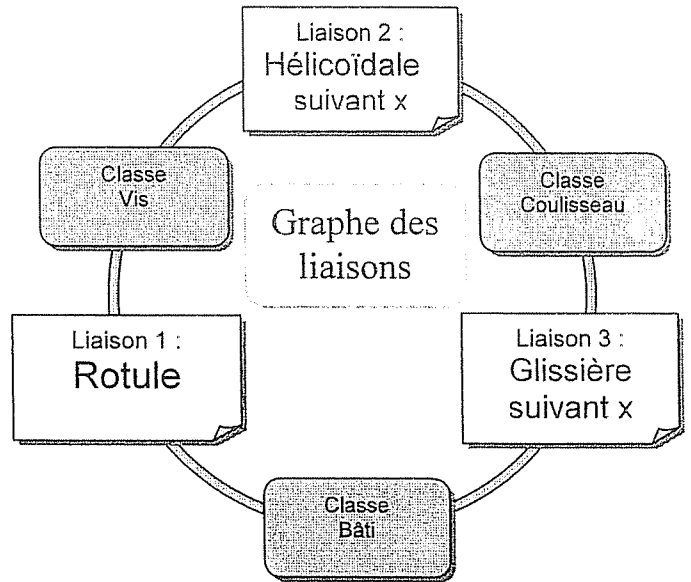 Liaison 2 :
Hélicoïdale
suivant x
Classe
Vis
Classe
Coulisseau
Graphe des
liaisons
Liaison 1 :
Rotule
Liaison 3 :
Glissière
suivant x
Classe
Bâti